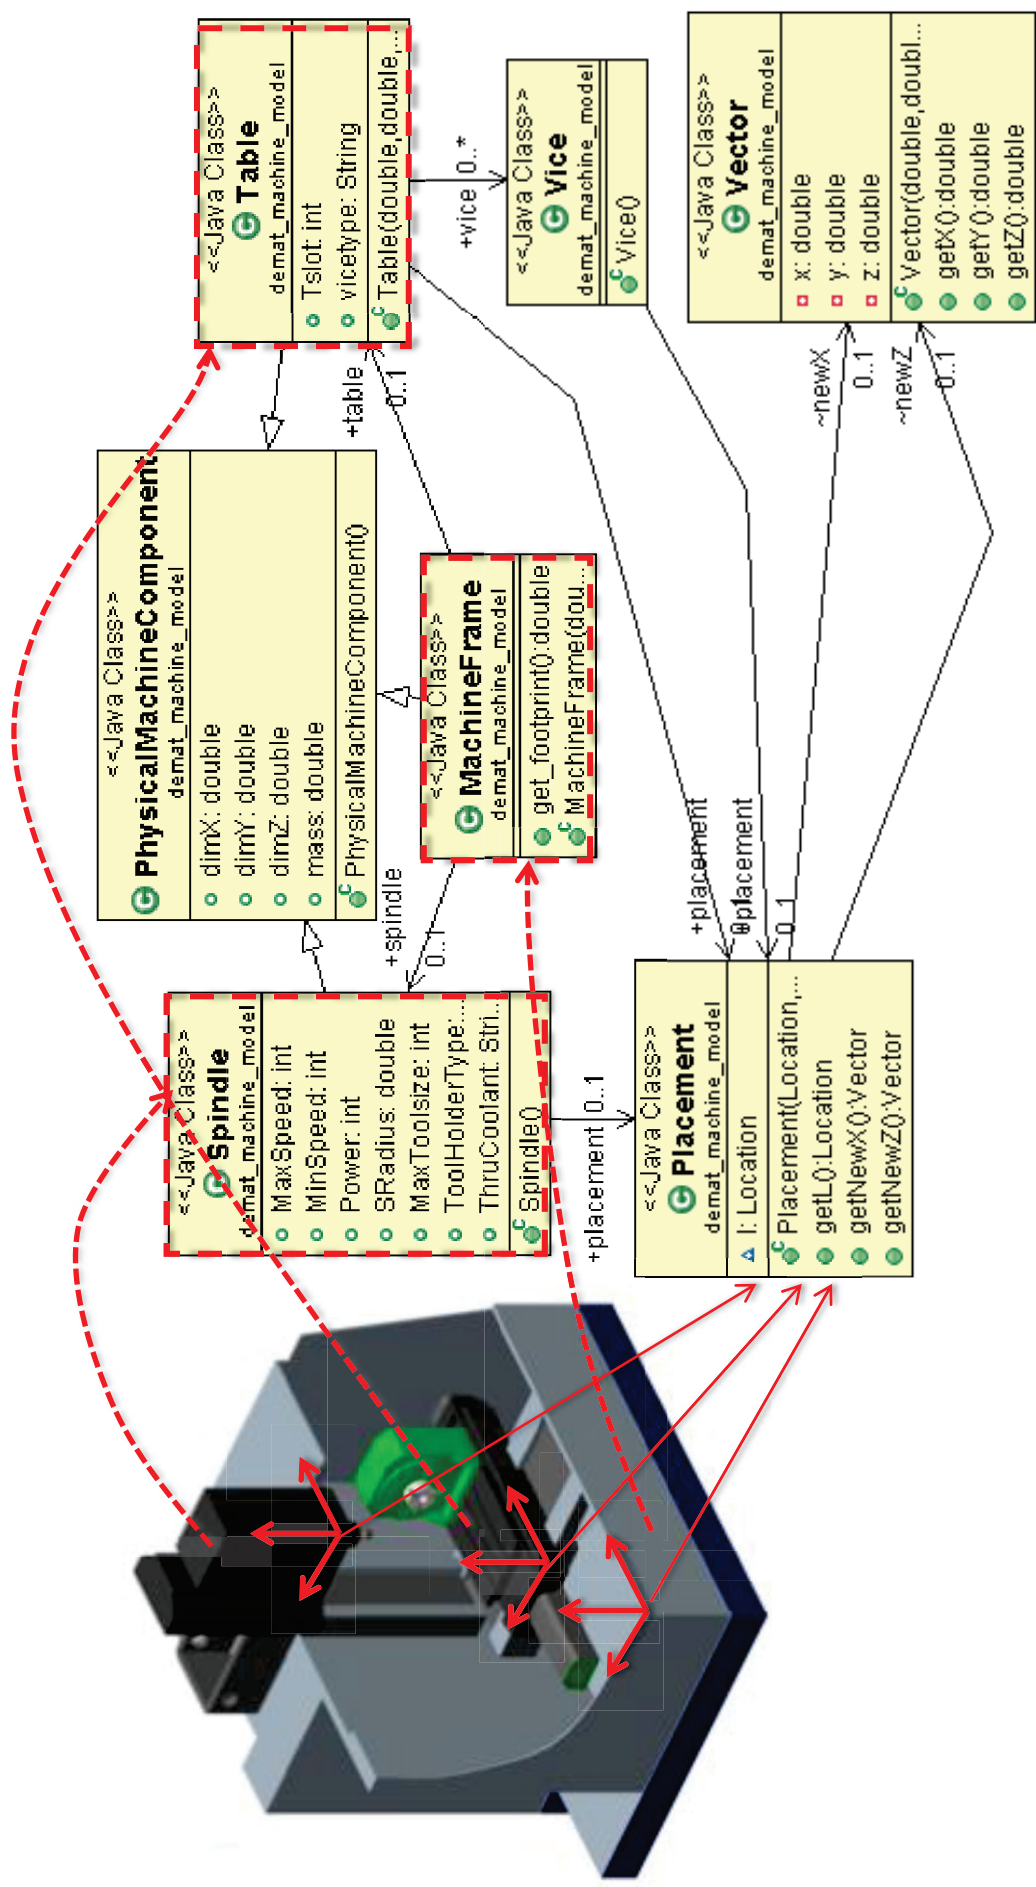 <<Java Class>>
Spindle
demat_machine_model
MaxSpeed: int
MinSpeed: int
Power: int
SRadius: double
MaxToolsize: int
ToolHolderType:...
ThruCoolant: Stri...
Spindle()
<<Java Class>>
PhysicalMachineComponent
demat_machine_model
dimX: double
dimY: double
dimZ: double
mass: double
PhysicalMachineComponent()
<<Java Class>>
Table
demat_machine_model
Tslot: int
vicetype: String
Table(double,double,...
+spindle
0..1
+table
0..1
<<Java Class>>
MachineFrame
demat_machine_model
get_footprint():double
MachineFrame(dou...
+vice
0..*
<<Java Class>>
Vice
demat_machine_model
Vice()
+placement
0..1
+placement
+placement
0..1
<<Java Class>>
Placement
demat_machine_model
l: Location
Placement(Location,...
getL():Location
getNewX():Vector
getNewZ():Vector
<<Java Class>>
Vector
demat_machine_model
x: double
y: double
z: double
Vector(double,doubl...
getX():double
getY():double
getZ():double
~newX
0..1
~newZ
0..1